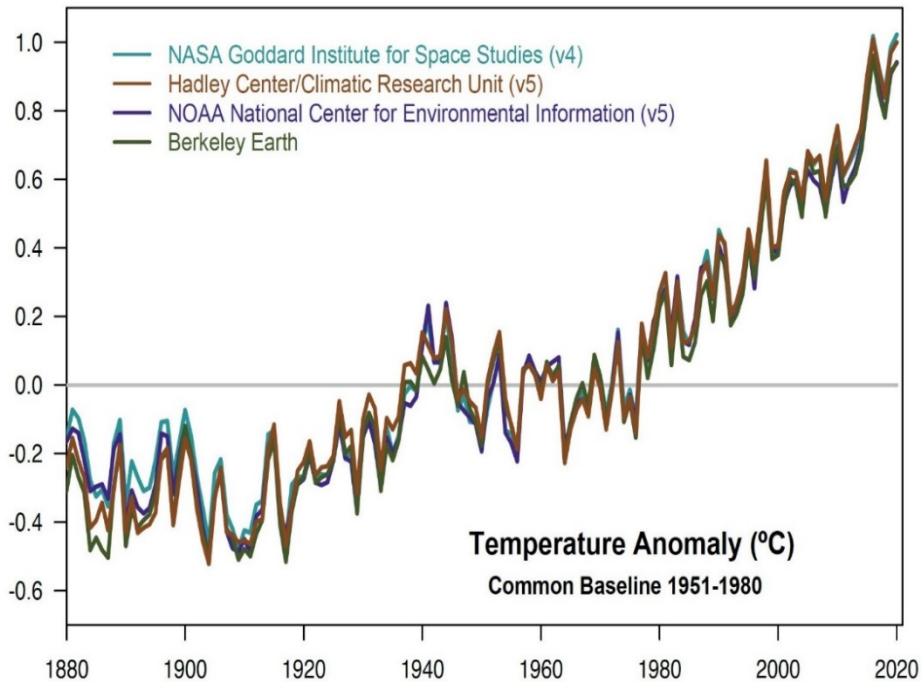 1.0
0.8
0.6
0.4
0.2
0.0
-0.2
-0.4
-0.6
NASA Goddard Institute for Space Studies (v4)
Hadley Center/Climatic Research Unit (v5)
NOAA National Center for Environmental Information (v5)
Berkeley Earth
Temperature Anomaly (ºC)
Common Baseline 1951-1980
1880 1900 1920 1940 1960 1980 2000 2020